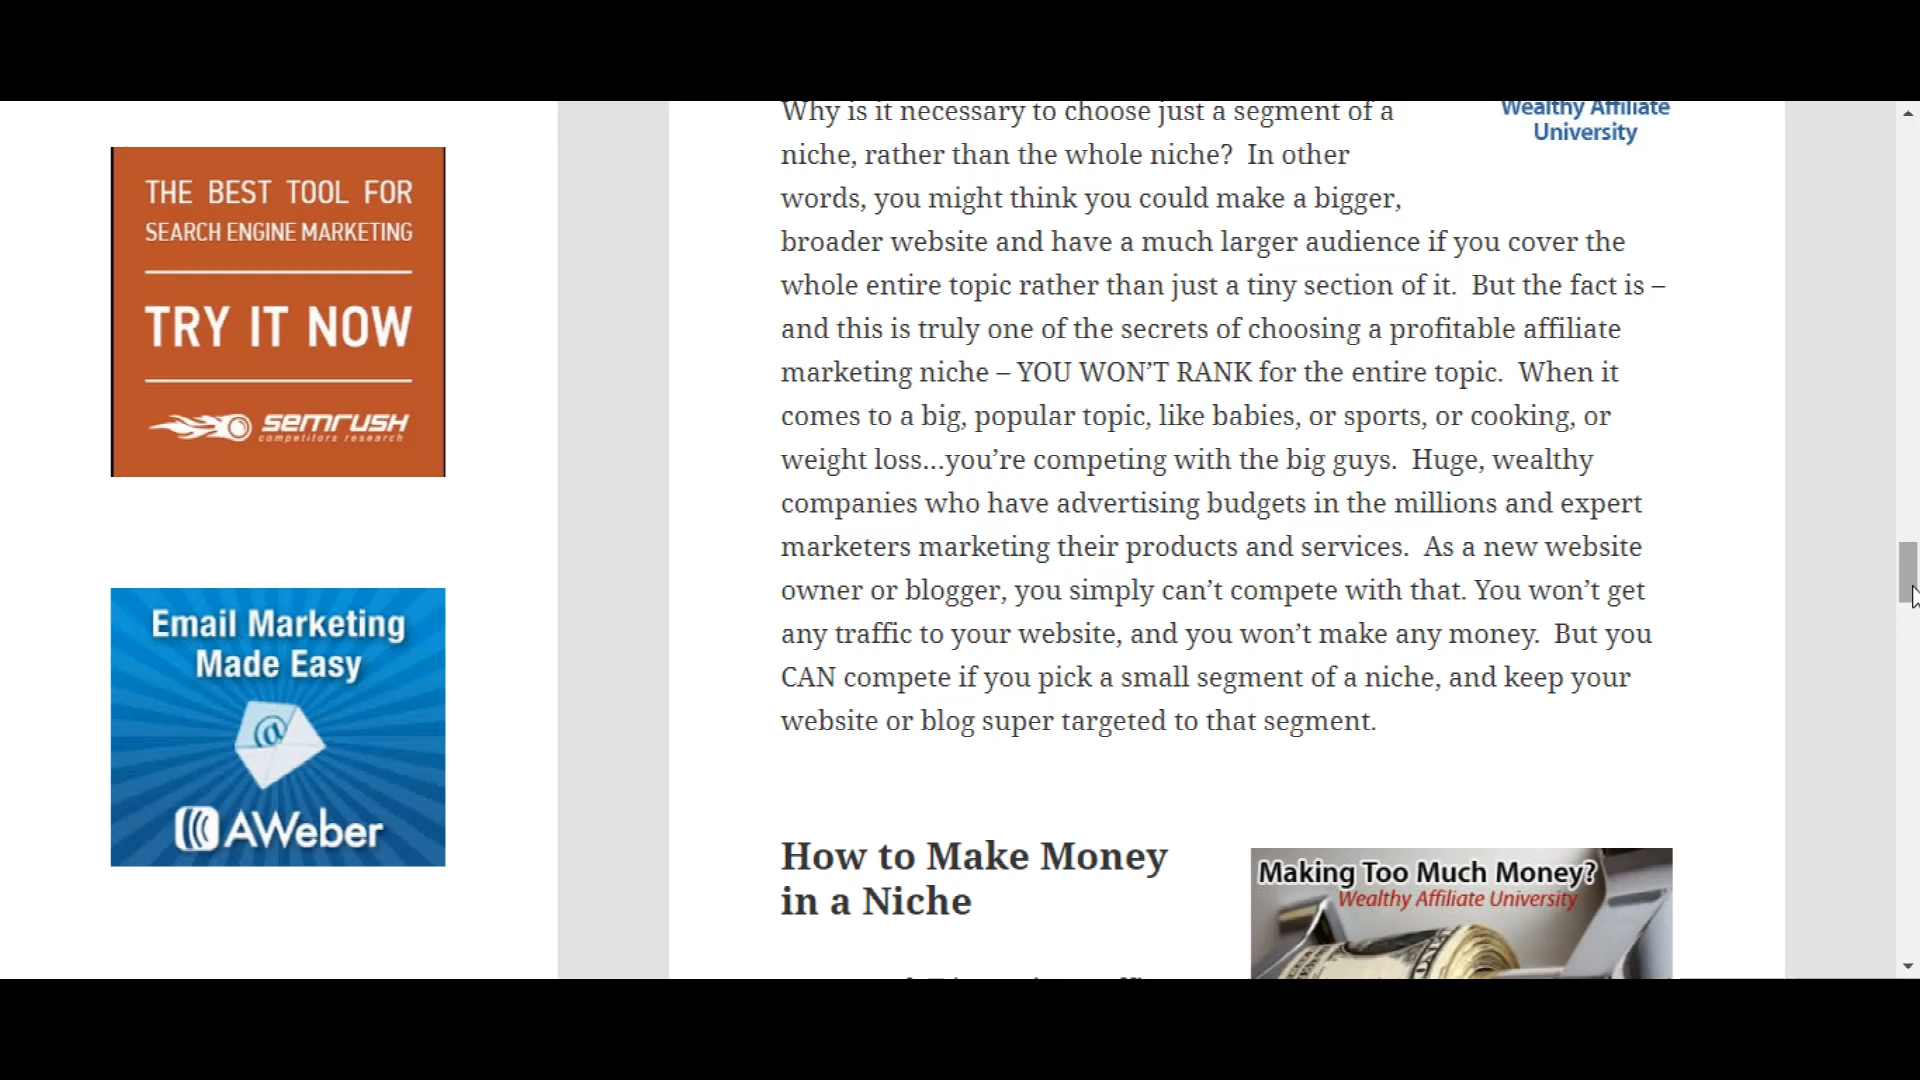 THE BEST TOOL FOR
SEARCH ENGINE MARKETING
TRY IT NOW
semrush
competitors research
Email Marketing
Made Easy
@
AWeber
Wealthy Affiliate
University
Why is it necessary to choose just a segment of a
niche, rather than the whole niche?  In other
words, you might think you could make a bigger,
broader website and have a much larger audience if you cover the
whole entire topic rather than just a tiny section of it.  But the fact is –
and this is truly one of the secrets of choosing a profitable affiliate
marketing niche – YOU WON’T RANK for the entire topic.  When it
comes to a big, popular topic, like babies, or sports, or cooking, or
weight loss…you’re competing with the big guys.  Huge, wealthy
companies who have advertising budgets in the millions and expert
marketers marketing their products and services.  As a new website
owner or blogger, you simply can’t compete with that. You won’t get
any traffic to your website, and you won’t make any money.  But you
CAN compete if you pick a small segment of a niche, and keep your
website or blog super targeted to that segment.
How to Make Money
in a Niche
Making Too Much Money?
Wealthy Affiliate University